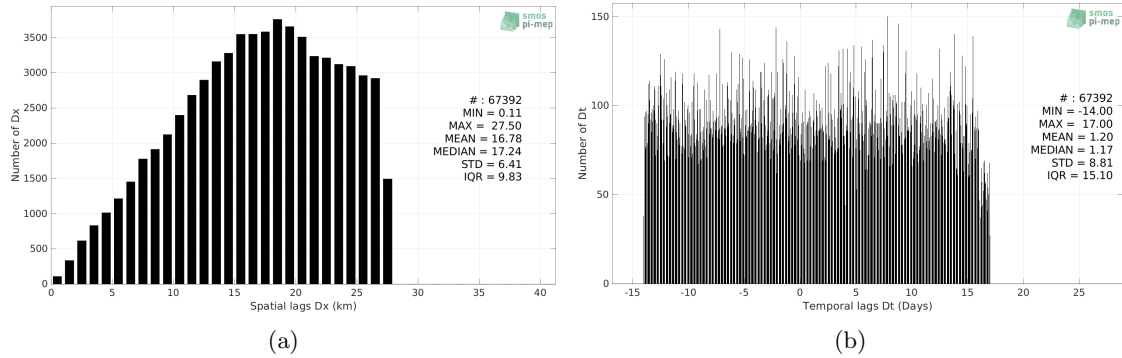 smos
pi-mep
Number of Dx
3500
3000
2500
2000
1500
1000
500
0
# : 67392
MIN = 0.11
MAX = 27.50
MEAN = 16.78
MEDIAN = 17.24
STD = 6.41
IQR = 9.83
0 5 10 15 20 25 30 35 40
Spatial lags Dx (km)
(a)
smos
pi-mep
Number of Dt
150
100
50
0
# : 67392
MIN = -14.00
MAX = 17.00
MEAN = 1.20
MEDIAN = 1.17
STD = 8.81
IQR = 15.10
-15 -10 -5 0 5 10 15 20 25
Temporal lags Dt (Days)
(b)